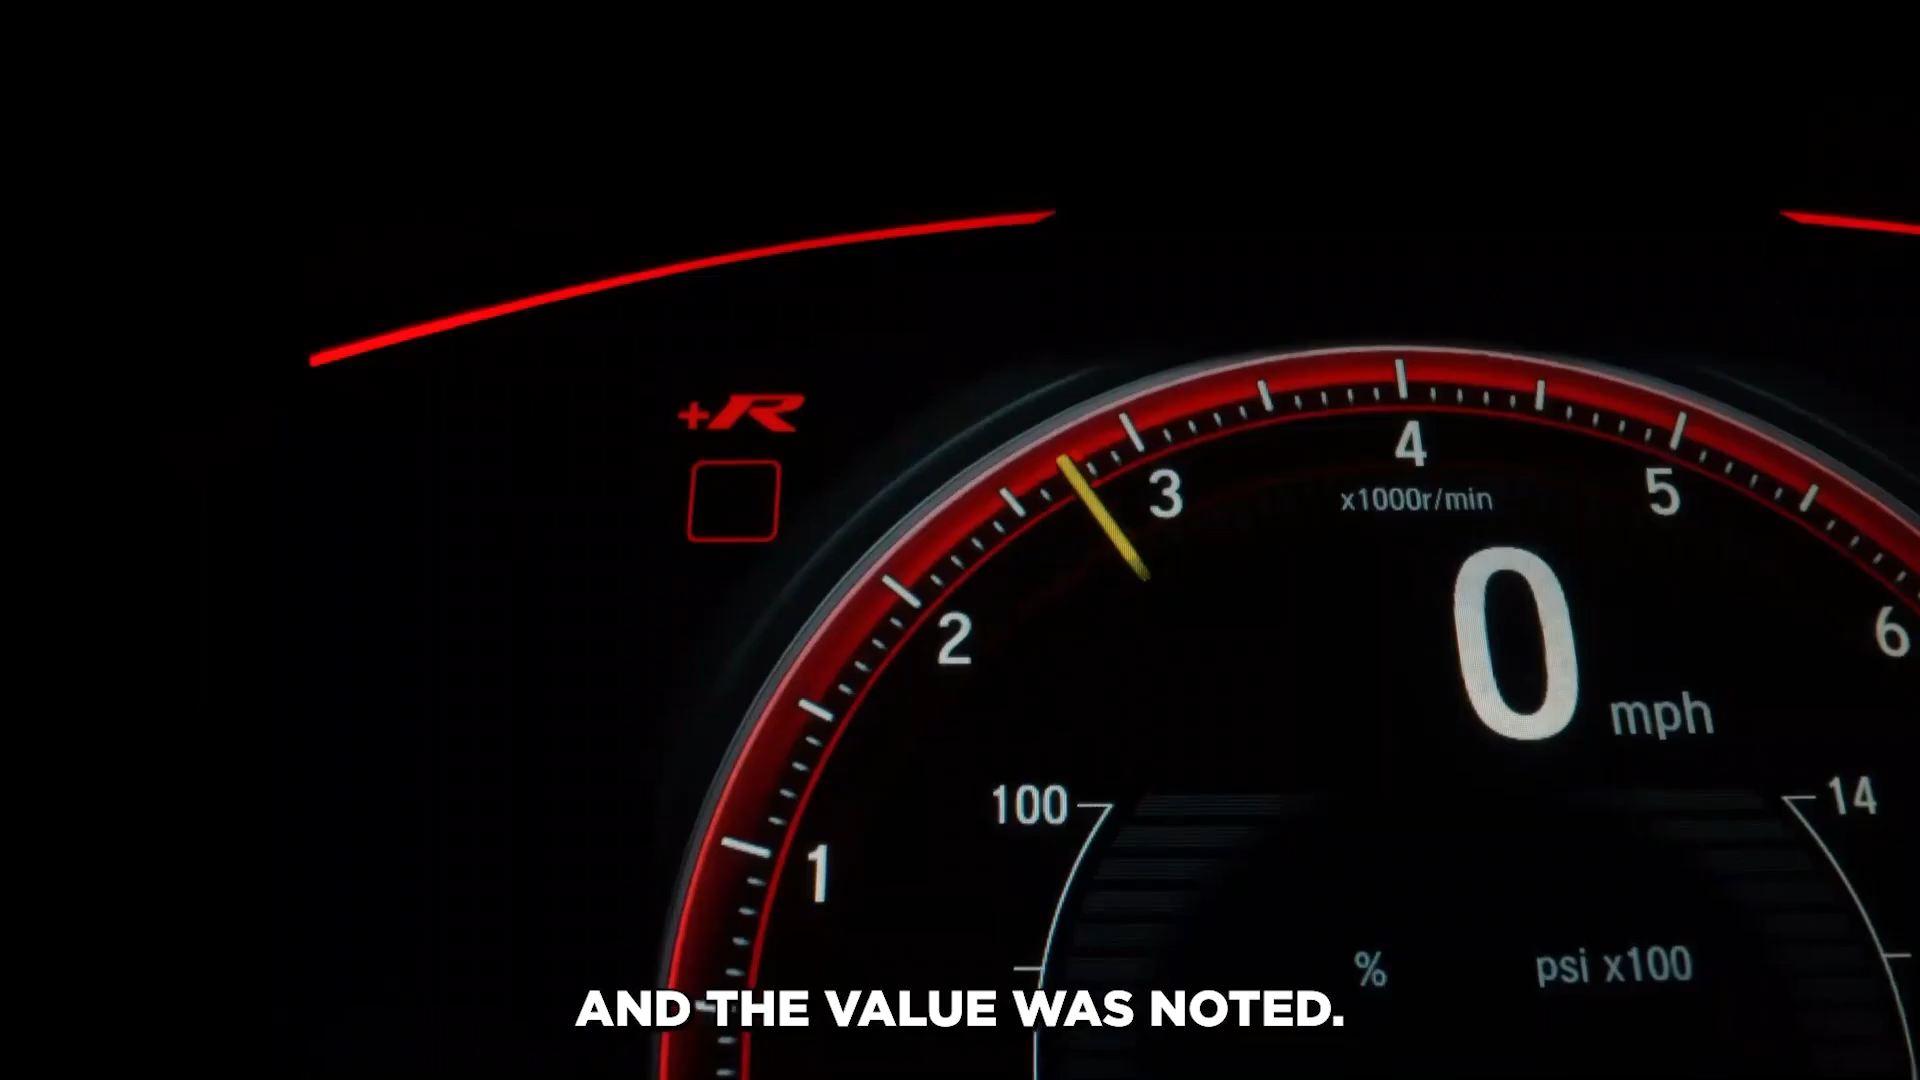 +R
4
3
5
x1000r/min
2
6
0 mph
100
14
1
%
psi x100
AND THE VALUE WAS NOTED.